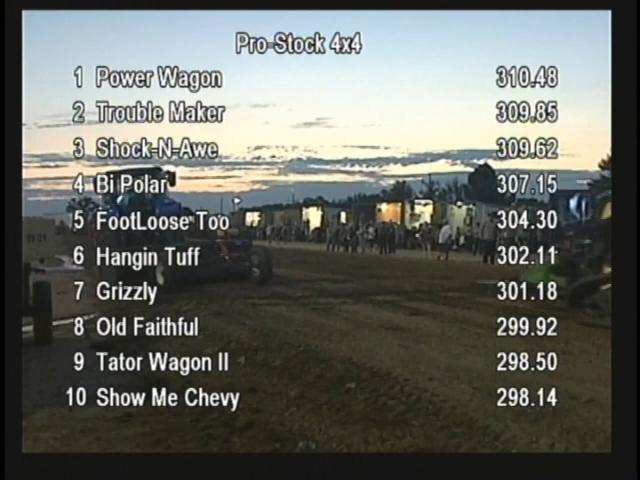 Pro-Stock 4x4
1 Power Wagon 310.48
2 Trouble Maker 309.85
3 Shock-N-Awe 309.62
4 Bi Polar 307.15
5 FootLoose Too 304.30
6 Hangin Tuff 302.11
7 Grizzly 301.18
8 Old Faithful 299.92
9 Tator Wagon II 298.50
10 Show Me Chevy 298.14